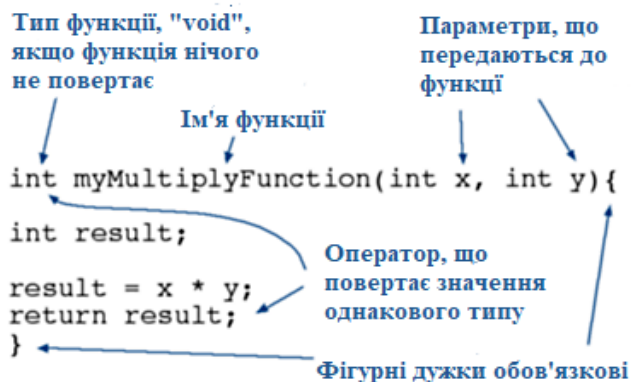 Тип функції, "void",
якщо функція нічого
не повертає
Параметри, що
передаються до
функцї
Ім'я функції
int myMultiplyFunction(int x, int y){
int result;
result = x * y;
return result;
}
Оператор, що
повертає значення
однакового типу
Фігурні дужки обов'язкові